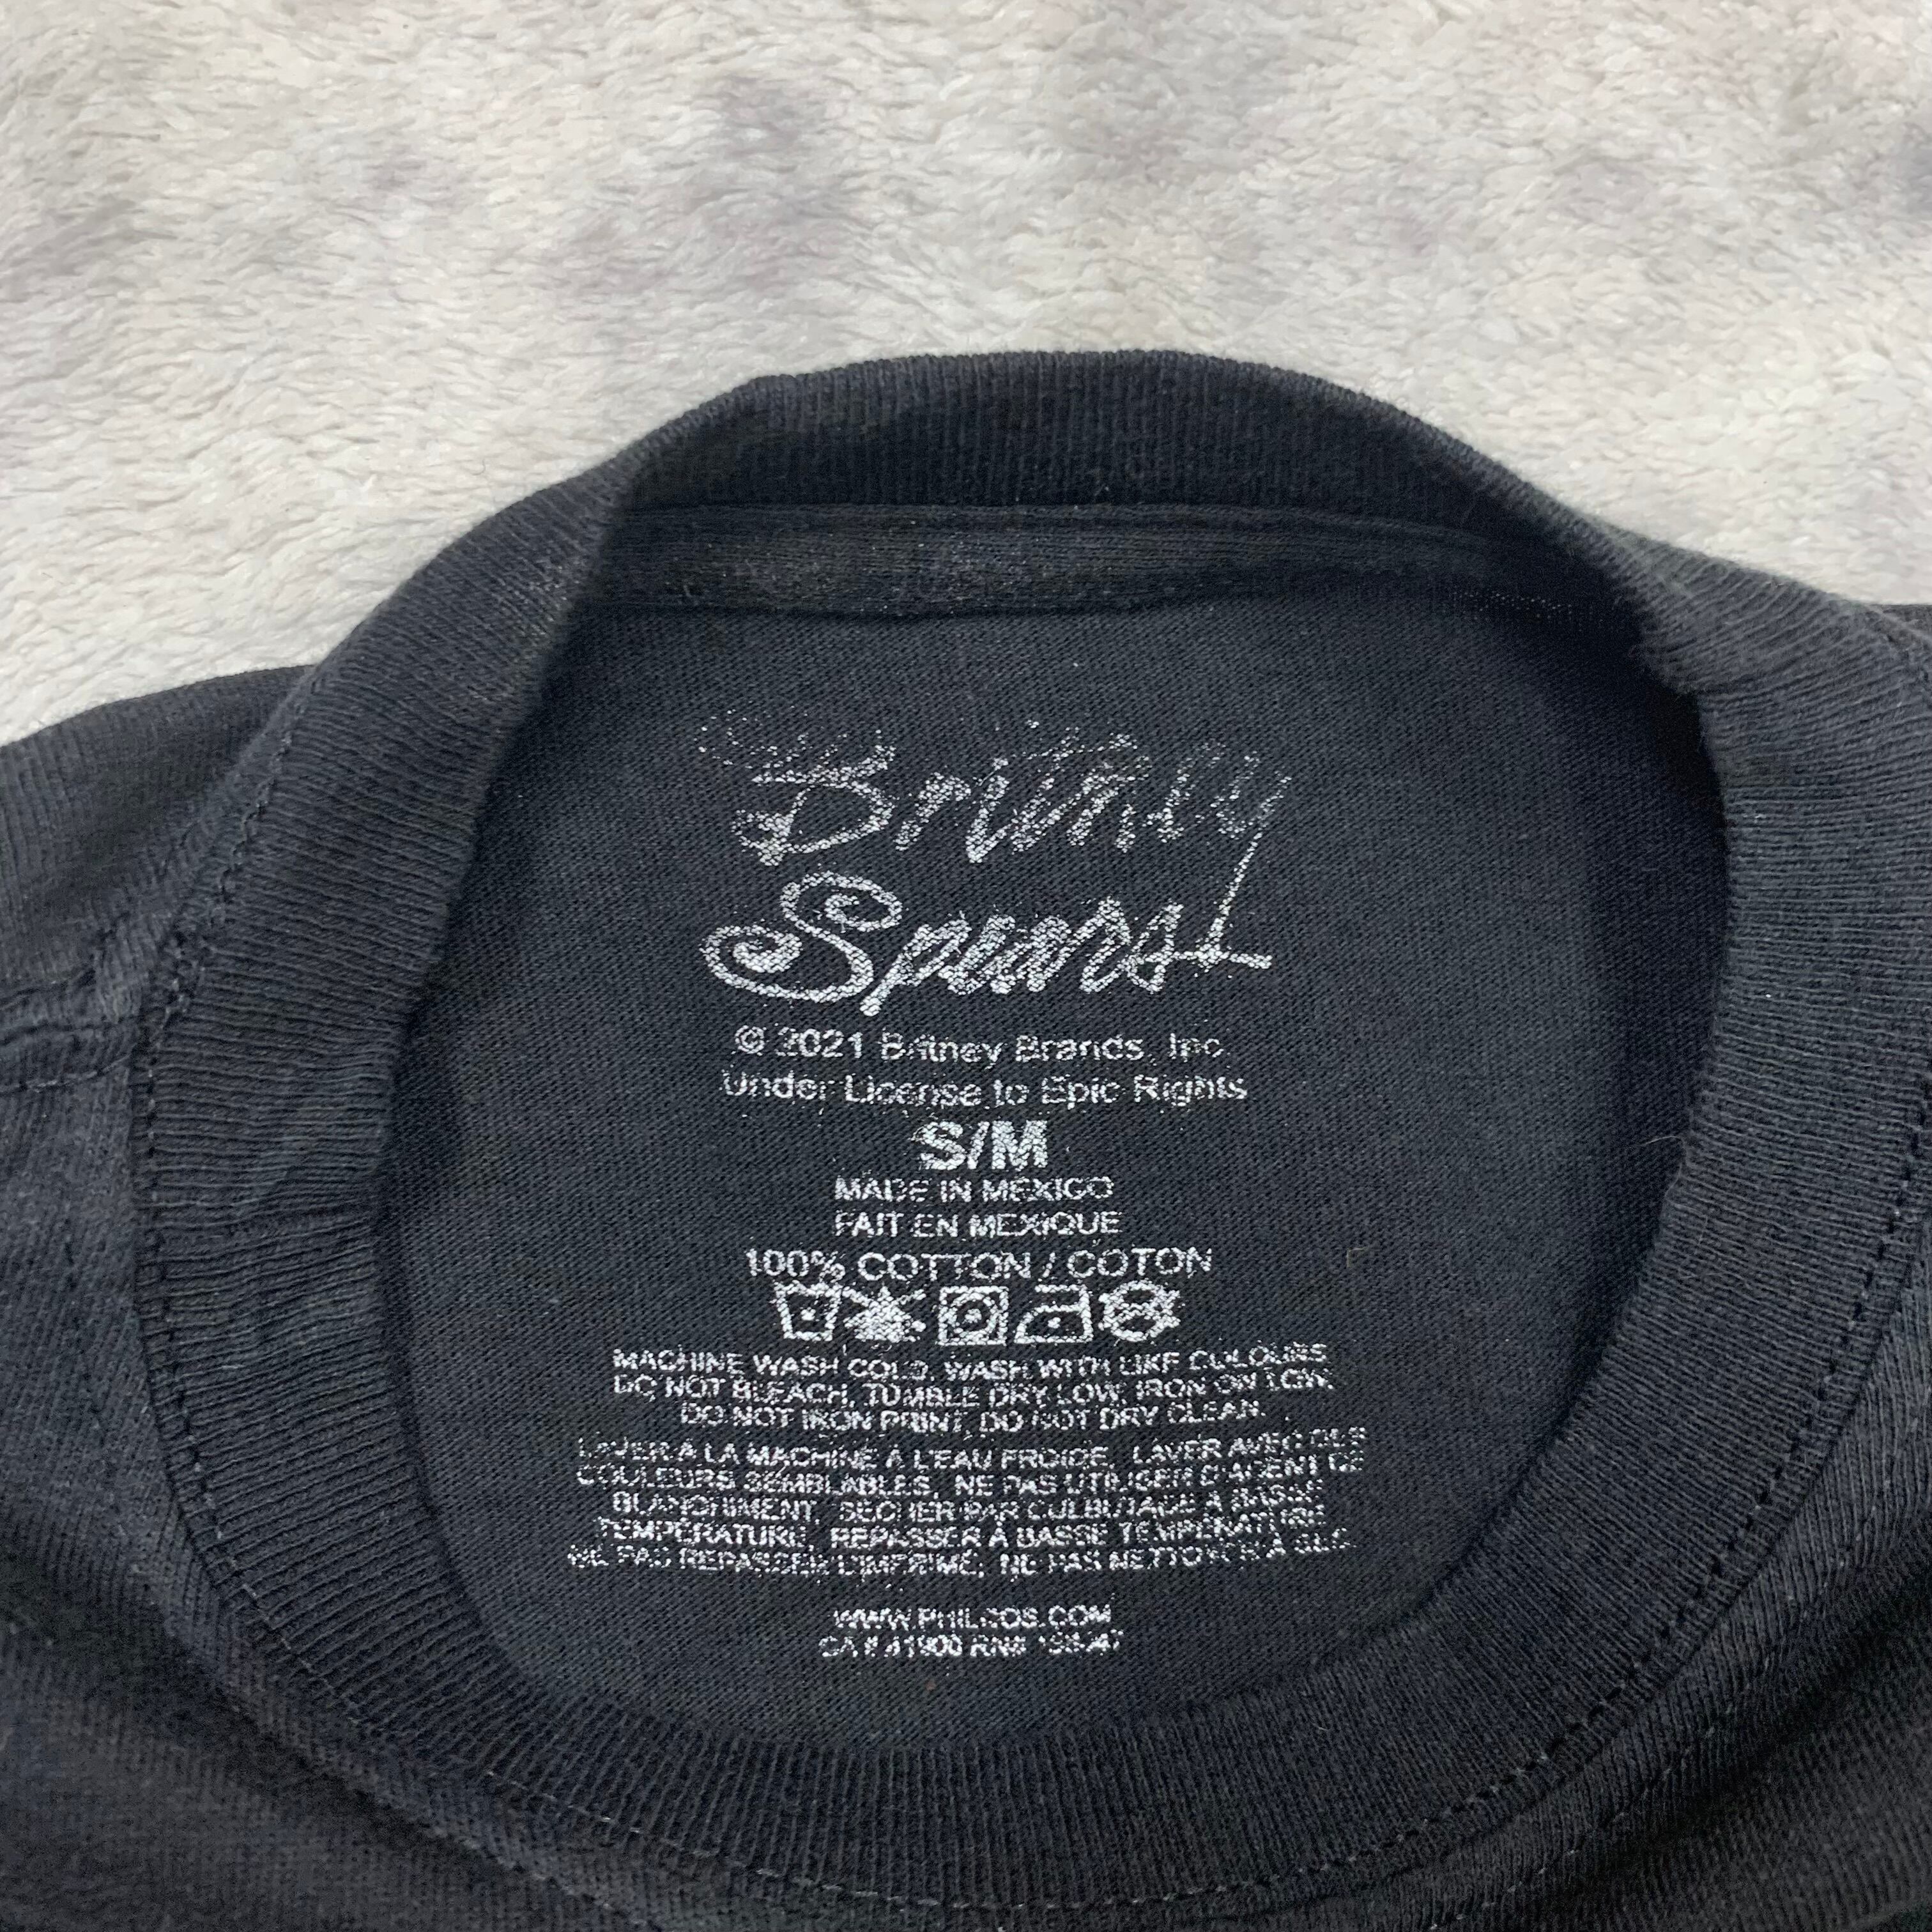 Britney
Spears
© 2021 Britney Brands, Inc.
Under License to Epic Rights
S/M
MADE IN MEXICO
FAIT EN MEXIQUE
100% COTTON / COTON
MACHINE WASH COLD, WASH WITH LIKE COLOURS
DO NOT BLEACH, TUMBLE DRY LOW, IRON ON LOW,
DO NOT IRON PRINT, DO NOT DRY CLEAN.
LAVER À LA MACHINE À L'EAU FROIDE, LAVER AVEC DES
COULEURS SEMBLABLES, NE PAS UTILISER D'AGENT DE
BLANCHIMENT, SÉCHER PAR CULBUTAGE À BASSE
TEMPÉRATURE, REPASSER À BASSE TEMPÉRATURE
NE PAS REPASSER L'IMPRIMÉ, NE PAS NETTOYER À SEC.
WWW.PHILCOS.COM
CA# 41900 RN#